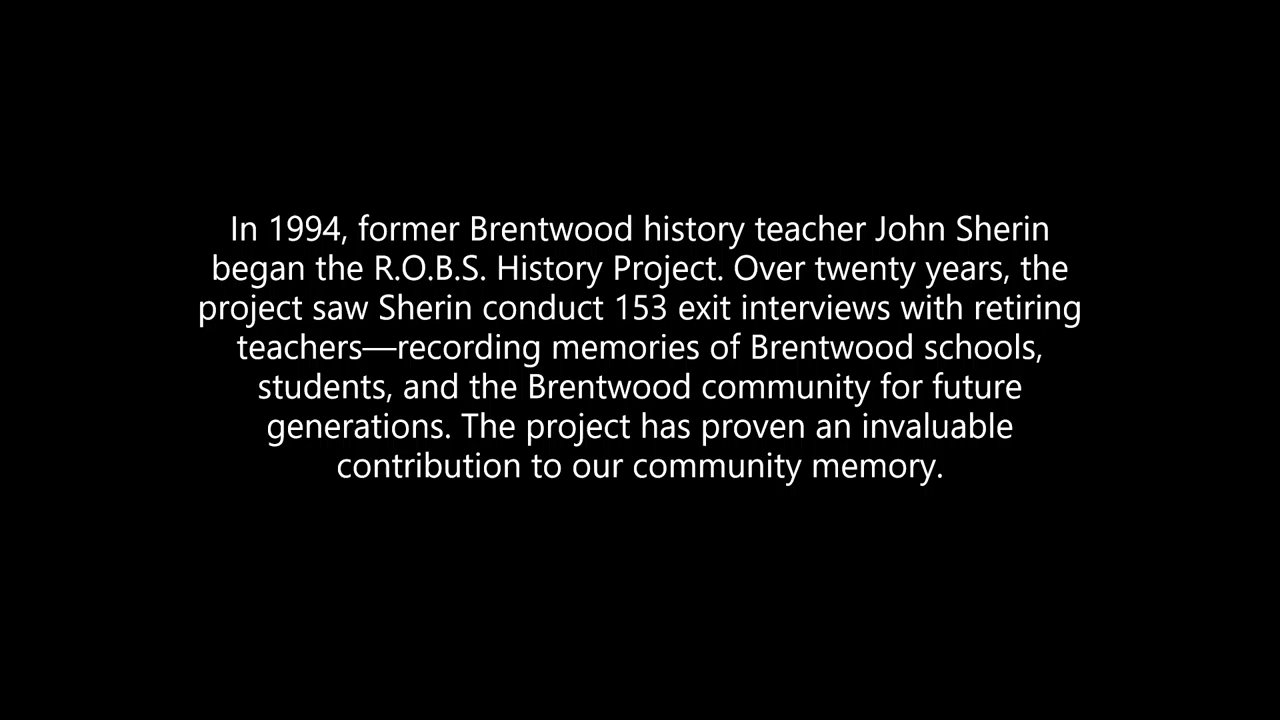 In 1994, former Brentwood history teacher John Sherin
began the R.O.B.S. History Project. Over twenty years, the
project saw Sherin conduct 153 exit interviews with retiring
teachers—recording memories of Brentwood schools,
students, and the Brentwood community for future
generations. The project has proven an invaluable
contribution to our community memory.